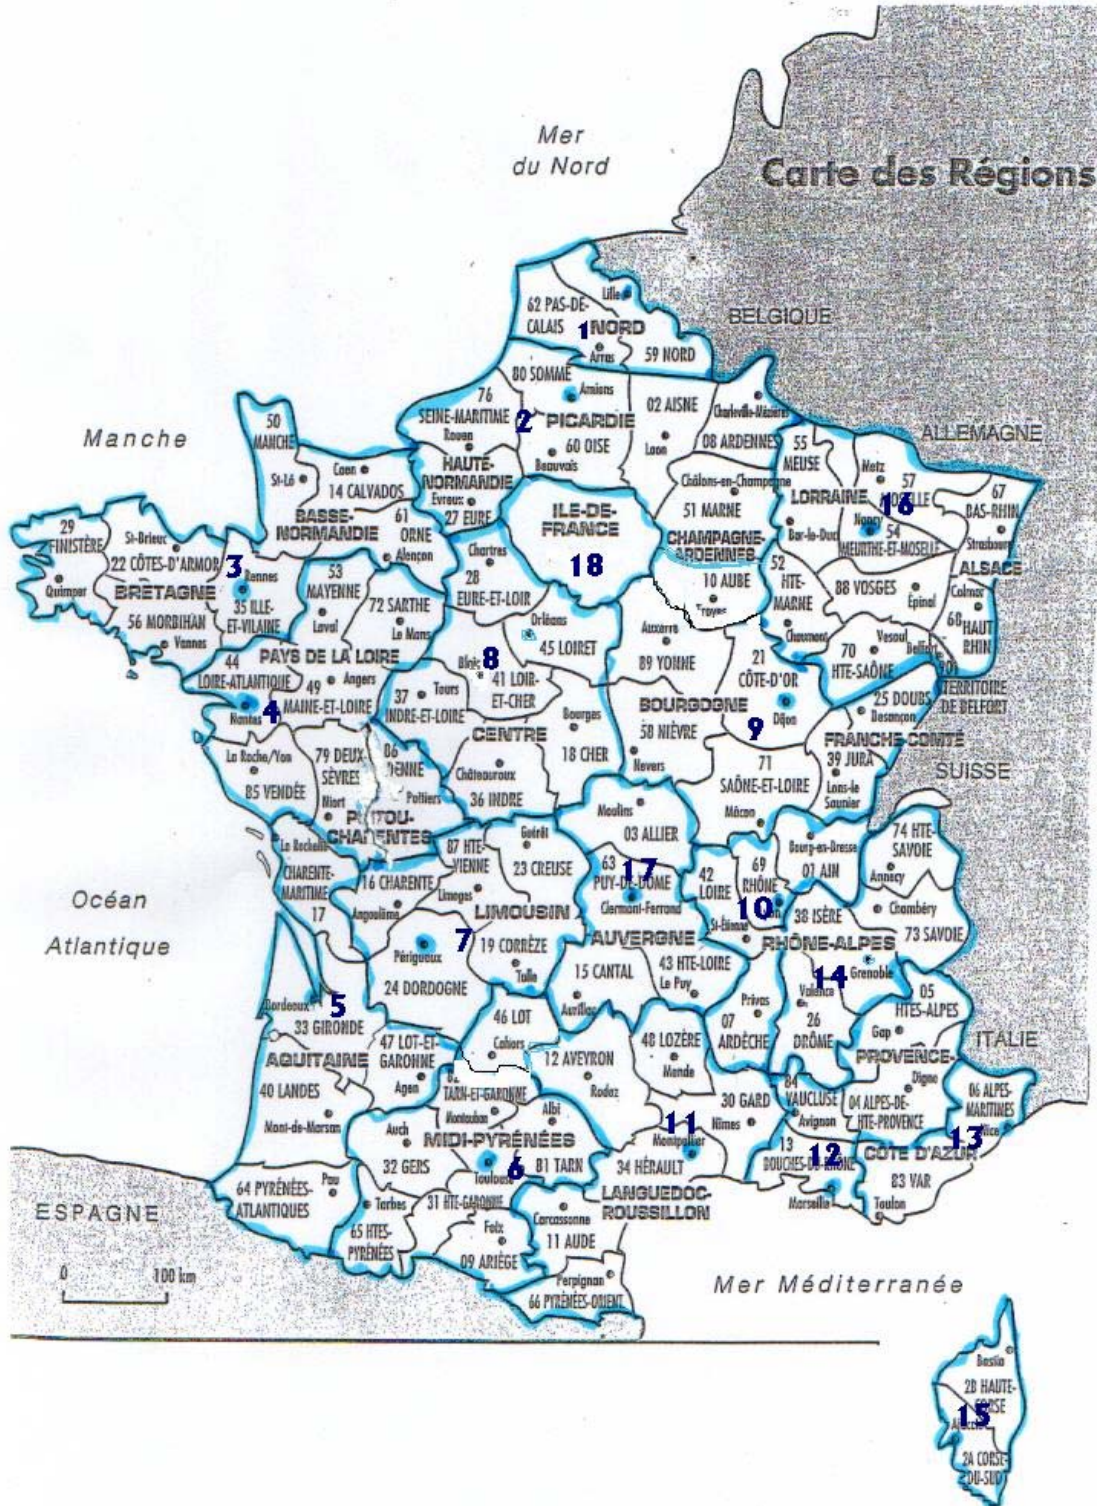 Mer
du Nord
Carte des Régions
BELGIQUE
Lille
62 PAS-DE-
CALAIS
1
NORD
Arras
59 NORD
80 SOMME
Amiens
76
SEINE-MARITIME
Rouen
2
PICARDIE
02 AISNE
Laon
60 OISE
Beauvais
Charleville-Mézières
08 ARDENNES
ALLEMAGNE
Manche
50
MANCHE
St-Lô
Caen
14 CALVADOS
HAUTE-
NORMANDIE
Evreux
27 EURE
BASSE-
NORMANDIE
61
ORNE
Alençon
ILE-DE-
FRANCE
18
Châlons-en-Champagne
51 MARNE
CHAMPAGNE-
ARDENNES
10 AUBE
Troyes
55
MEUSE
Metz
57
MOSELLE
LORRAINE
16
Bar-le-Duc
Nancy
54
MEURTHE-ET-MOSELLE
67
BAS-RHIN
Strasbourg
ALSACE
Colmar
68
HAUT
RHIN
52
HTE-
MARNE
Chaumont
88 VOSGES
Epinal
29
FINISTÈRE
Quimper
St-Brieuc
22 CÔTES-D'ARMOR
3
BRETAGNE
Rennes
35 ILLE-
ET-VILAINE
56 MORBIHAN
Vannes
53
MAYENNE
Laval
72 SARTHE
Le Mans
PAYS DE LA LOIRE
44
LOIRE-ATLANTIQUE
Nantes
4
49
MAINE-ET-LOIRE
Angers
Chartres
28
EURE-ET-LOIR
Orléans
45 LOIRET
Blois
8
41 LOIR-
ET-CHER
37
INDRE-ET-LOIRE
Tours
CENTRE
Bourges
18 CHER
Châteauroux
36 INDRE
Auxerre
89 YONNE
BOURGOGNE
58 NIÈVRE
Nevers
21
CÔTE-D'OR
Dijon
9
71
SAÔNE-ET-LOIRE
Mâcon
70
HTE-SAÔNE
Vesoul
Belfort
90
TERRITOIRE
DE BELFORT
25 DOUBS
Besançon
FRANCHE COMTÉ
39 JURA
Lons-le
Saunier
SUISSE
La Roche/Yon
85 VENDÉE
79 DEUX
SÈVRES
Niort
Poitiers
CHARENTES
La Rochelle
CHARENTE-
MARITIME
17
16 CHARENTE
Angoulême
87 HTE-
VIENNE
Limoges
Guérêt
23 CREUSE
LIMOUSIN
7
19 CORRÈZE
Tulle
Périgueux
24 DORDOGNE
Moulins
03 ALLIER
63
17
PUY-DE-DOME
Clermont-Ferrand
AUVERGNE
15 CANTAL
Aurillac
43 HTE-LOIRE
Le Puy
42
LOIRE
St-Etienne
69
RHÔNE
10
Bourg-en-Bresse
01 AIN
74 HTE-
SAVOIE
Annecy
Chambéry
73 SAVOIE
38 ISÈRE
RHÔNE-ALPES
14
Grenoble
Valence
26
DRÔME
Privas
07
ARDÈCHE
Océan
Atlantique
Bordeaux
5
33 GIRONDE
AQUITAINE
40 LANDES
Mont-de-Marsan
47 LOT-ET-
GARONNE
Agen
46 LOT
Cahors
TARN-ET-GARONNE
Montauban
12 AVEYRON
Rodez
48 LOZÈRE
Mende
Auch
32 GERS
MIDI-PYRÉNÉES
6
Toulouse
Albi
81 TARN
31 HTE-GARONNE
Foix
09 ARIÈGE
64 PYRÉNÉES-
ATLANTIQUES
Pau
Tarbes
65 HTES-
PYRÉNÉES
30 GARD
Nîmes
11
Montpellier
34 HÉRAULT
LANGUEDOC-
ROUSSILLON
Carcassonne
11 AUDE
Perpignan
66 PYRÉNÉES-ORIENT
84
VAUCLUSE
Avignon
13
BOUCHES-DU-RHÔNE
12
Marseille
05
HTES-ALPES
Gap
PROVENCE-
Digne
04 ALPES-DE-
HTE-PROVENCE
06 ALPES-
MARITIMES
Nice
13
CÔTE D'AZUR
83 VAR
Toulon
ITALIE
ESPAGNE
0 100 km
Mer Méditerranée
Bastia
2B HAUTE-
CORSE
15
Ajaccio
2A CORSE-
DU-SUD